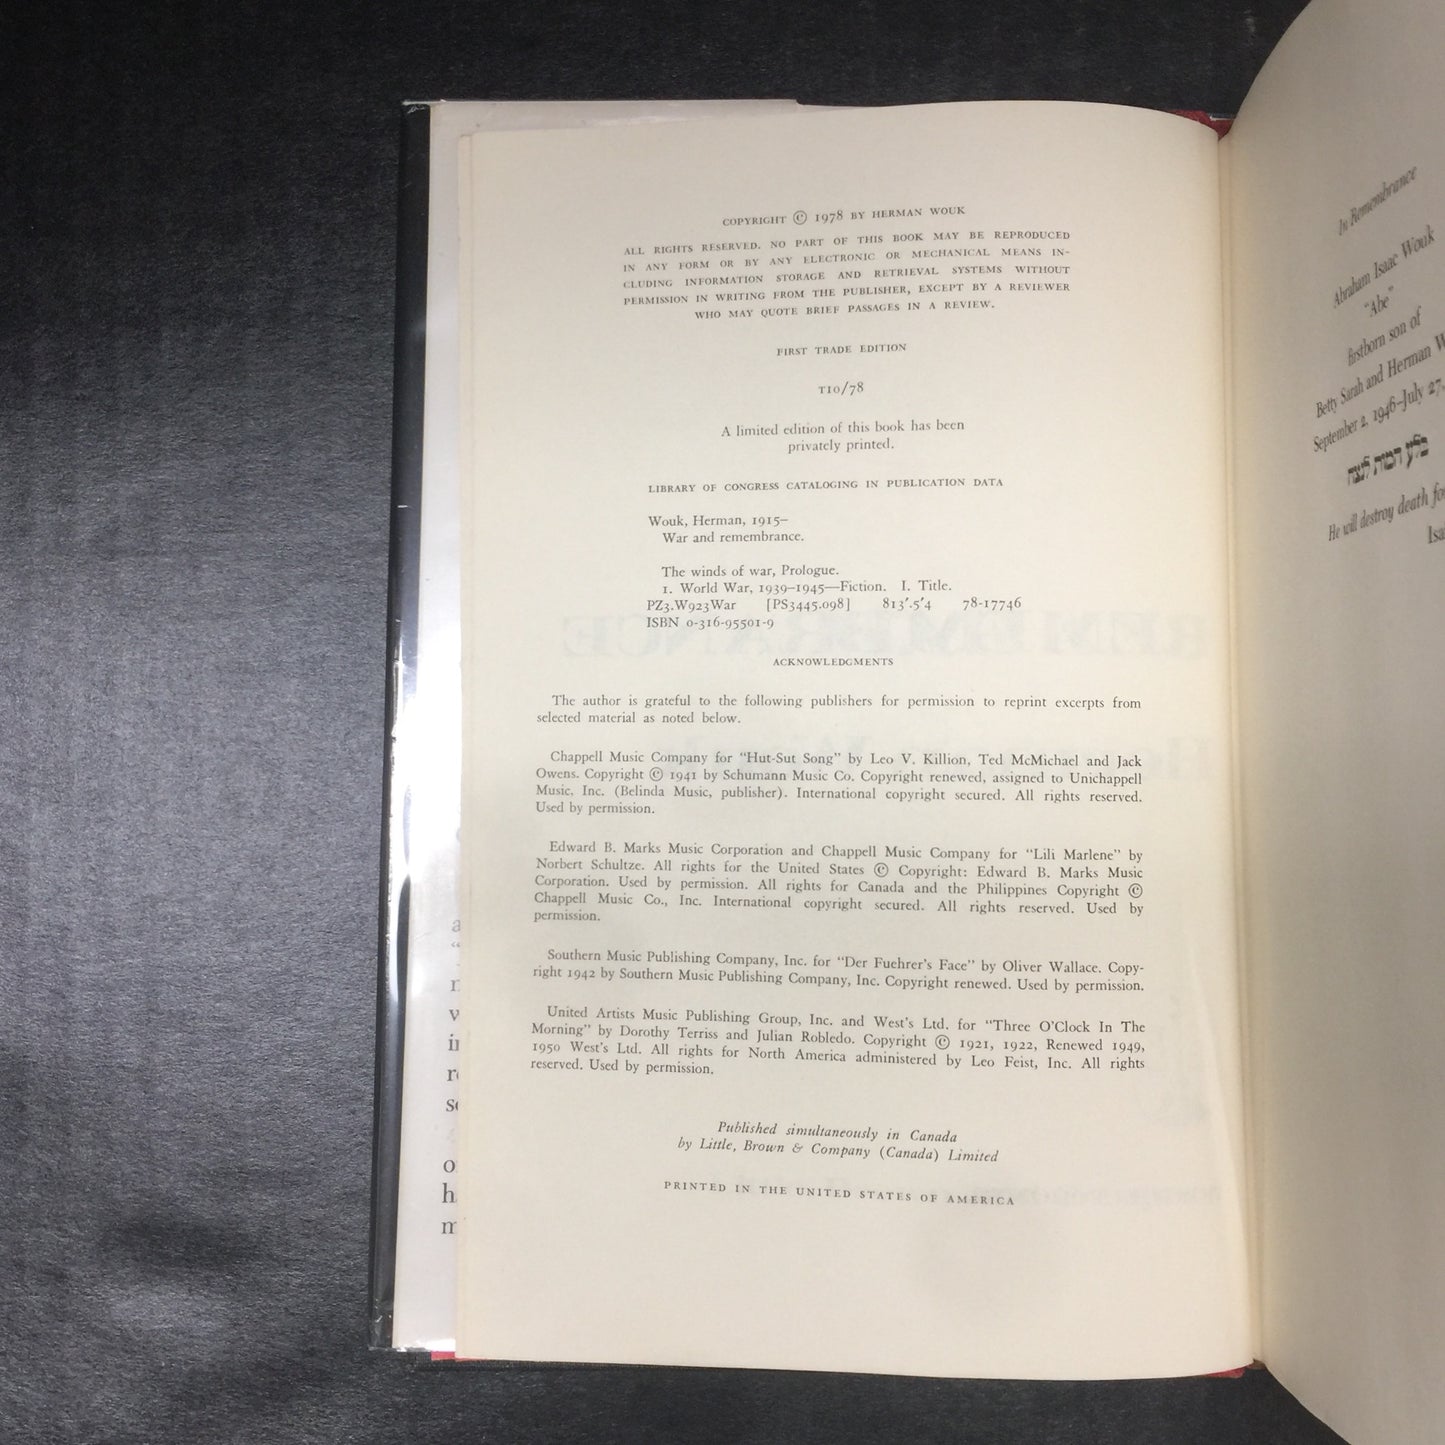 COPYRIGHT © 1978 BY HERMAN WOUK
ALL RIGHTS RESERVED. NO PART OF THIS BOOK MAY BE REPRODUCED
IN ANY FORM OR BY ANY ELECTRONIC OR MECHANICAL MEANS IN-
CLUDING INFORMATION STORAGE AND RETRIEVAL SYSTEMS WITHOUT
PERMISSION IN WRITING FROM THE PUBLISHER, EXCEPT BY A REVIEWER
WHO MAY QUOTE BRIEF PASSAGES IN A REVIEW.
FIRST TRADE EDITION
T10/78
A limited edition of this book has been
privately printed.
LIBRARY OF CONGRESS CATALOGING IN PUBLICATION DATA
Wouk, Herman, 1915–
War and remembrance.
The winds of war, Prologue.
1. World War, 1939–1945—Fiction. I. Title.
PZ3.W923War [PS3445.098] 813'.5'4 78-17746
ISBN 0-316-95501-9
ACKNOWLEDGMENTS
The author is grateful to the following publishers for permission to reprint excerpts from
selected material as noted below.
Chappell Music Company for “Hut-Sut Song” by Leo V. Killion, Ted McMichael and Jack
Owens. Copyright © 1941 by Schumann Music Co. Copyright renewed, assigned to Unichappell
Music, Inc. (Belinda Music, publisher). International copyright secured. All rights reserved.
Used by permission.
Edward B. Marks Music Corporation and Chappell Music Company for “Lili Marlene” by
Norbert Schultze. All rights for the United States © Copyright: Edward B. Marks Music
Corporation. Used by permission. All rights for Canada and the Philippines Copyright ©
Chappell Music Co., Inc. International copyright secured. All rights reserved. Used by
permission.
Southern Music Publishing Company, Inc. for “Der Fuehrer’s Face” by Oliver Wallace. Copy-
right 1942 by Southern Music Publishing Company, Inc. Copyright renewed. Used by permission.
United Artists Music Publishing Group, Inc. and West’s Ltd. for “Three O’Clock In The
Morning” by Dorothy Terriss and Julian Robledo. Copyright © 1921, 1922, Renewed 1949,
1950 West’s Ltd. All rights for North America administered by Leo Feist, Inc. All rights
reserved. Used by permission.
Published simultaneously in Canada
by Little, Brown & Company (Canada) Limited
PRINTED IN THE UNITED STATES OF AMERICA
In Remembrance
Abraham Isaac Wouk
“Abe”
firstborn son of
Betty Sarah and Herman
September 2, 1946–July 27,
בלע המות לנצח
He will destroy death